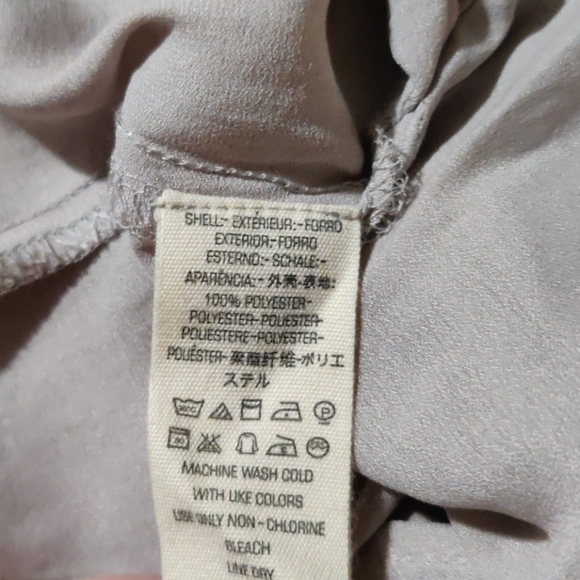 SHELL:- EXTÉRIEUR:-FORRO
EXTERIOR:-FORRO
ESTERNO:- SCHALE:-
APARÊNCIA:- 外壳:-表地:
100% POLYESTER-
POLYESTER-POLIESTER-
POLIESTERE-POLYESTER-
POLIÉSTER-聚酯纤维-ポリエ
ステル
MACHINE WASH COLD
WITH LIKE COLORS
USE ONLY NON-CHLORINE
BLEACH
LINE DRY